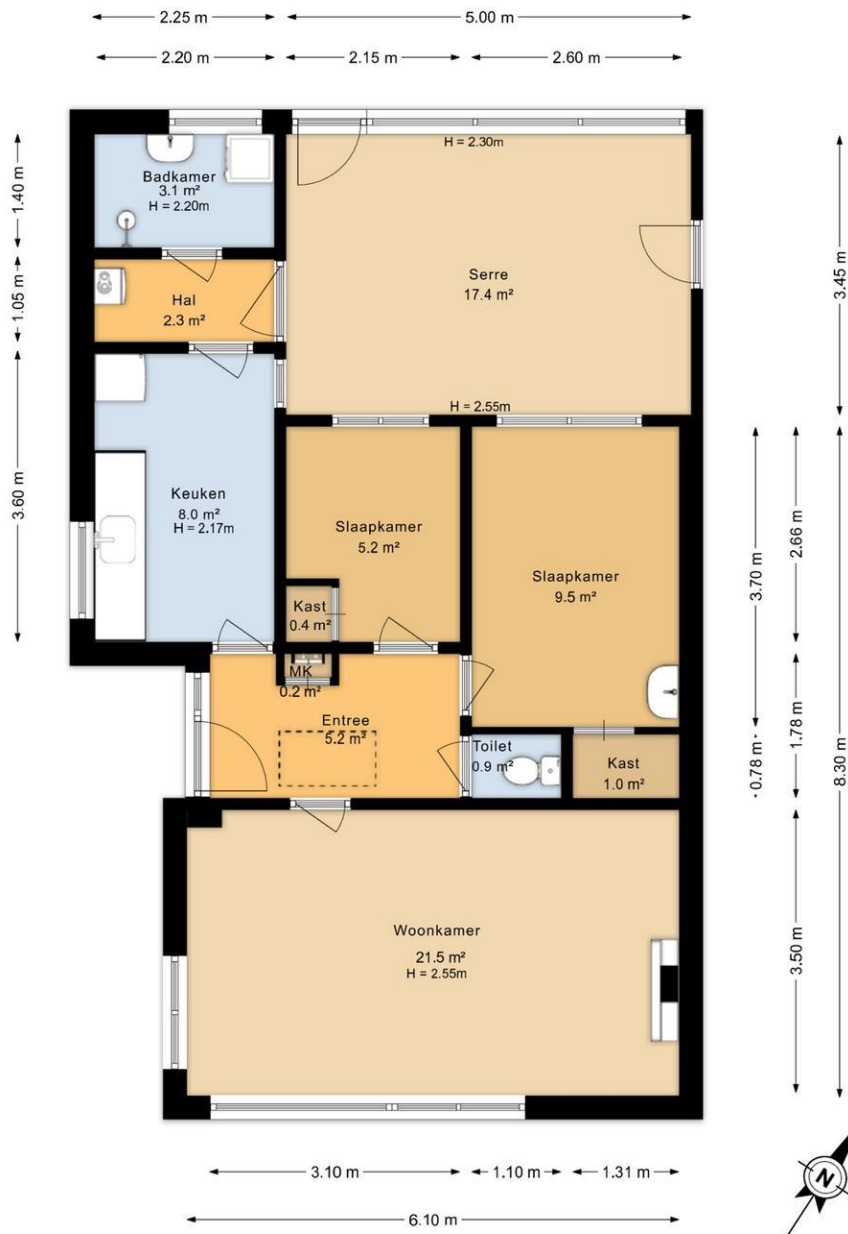 2.25 m
5.00 m
2.20 m
2.15 m
2.60 m
H = 2.30m
Badkamer
3.1 m²
H = 2.20m
1.40 m
Serre
17.4 m²
3.45 m
Hal
2.3 m²
1.05 m
H = 2.55m
Keuken
8.0 m²
H = 2.17m
3.60 m
Slaapkamer
5.2 m²
Slaapkamer
9.5 m²
Kast
0.4 m²
3.70 m
2.66 m
MK
0.2 m²
Entree
5.2 m²
Toilet
0.9 m²
Kast
1.0 m²
0.78 m
1.78 m
8.30 m
Woonkamer
21.5 m²
H = 2.55m
3.50 m
3.10 m
1.10 m
1.31 m
6.10 m
N